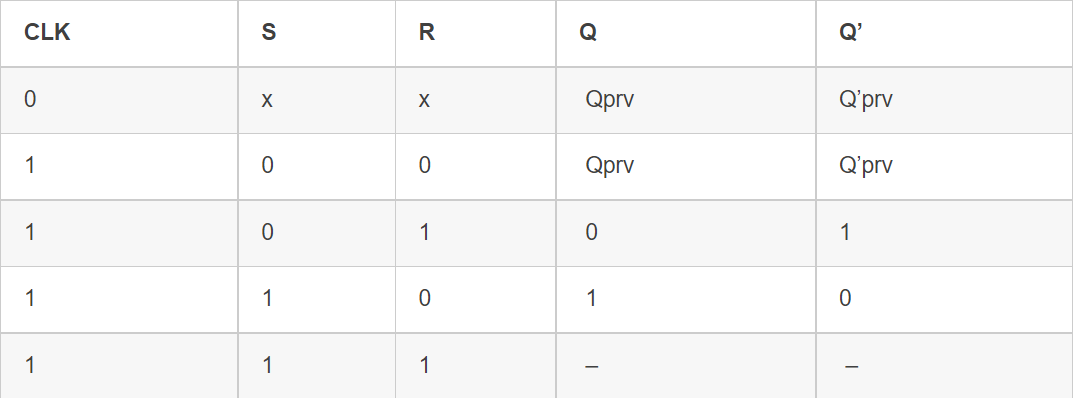 CLK S R Q Q’
0 x x Qprv Q’prv
1 0 0 Qprv Q’prv
1 0 1 0 1
1 1 0 1 0
1 1 1 – –